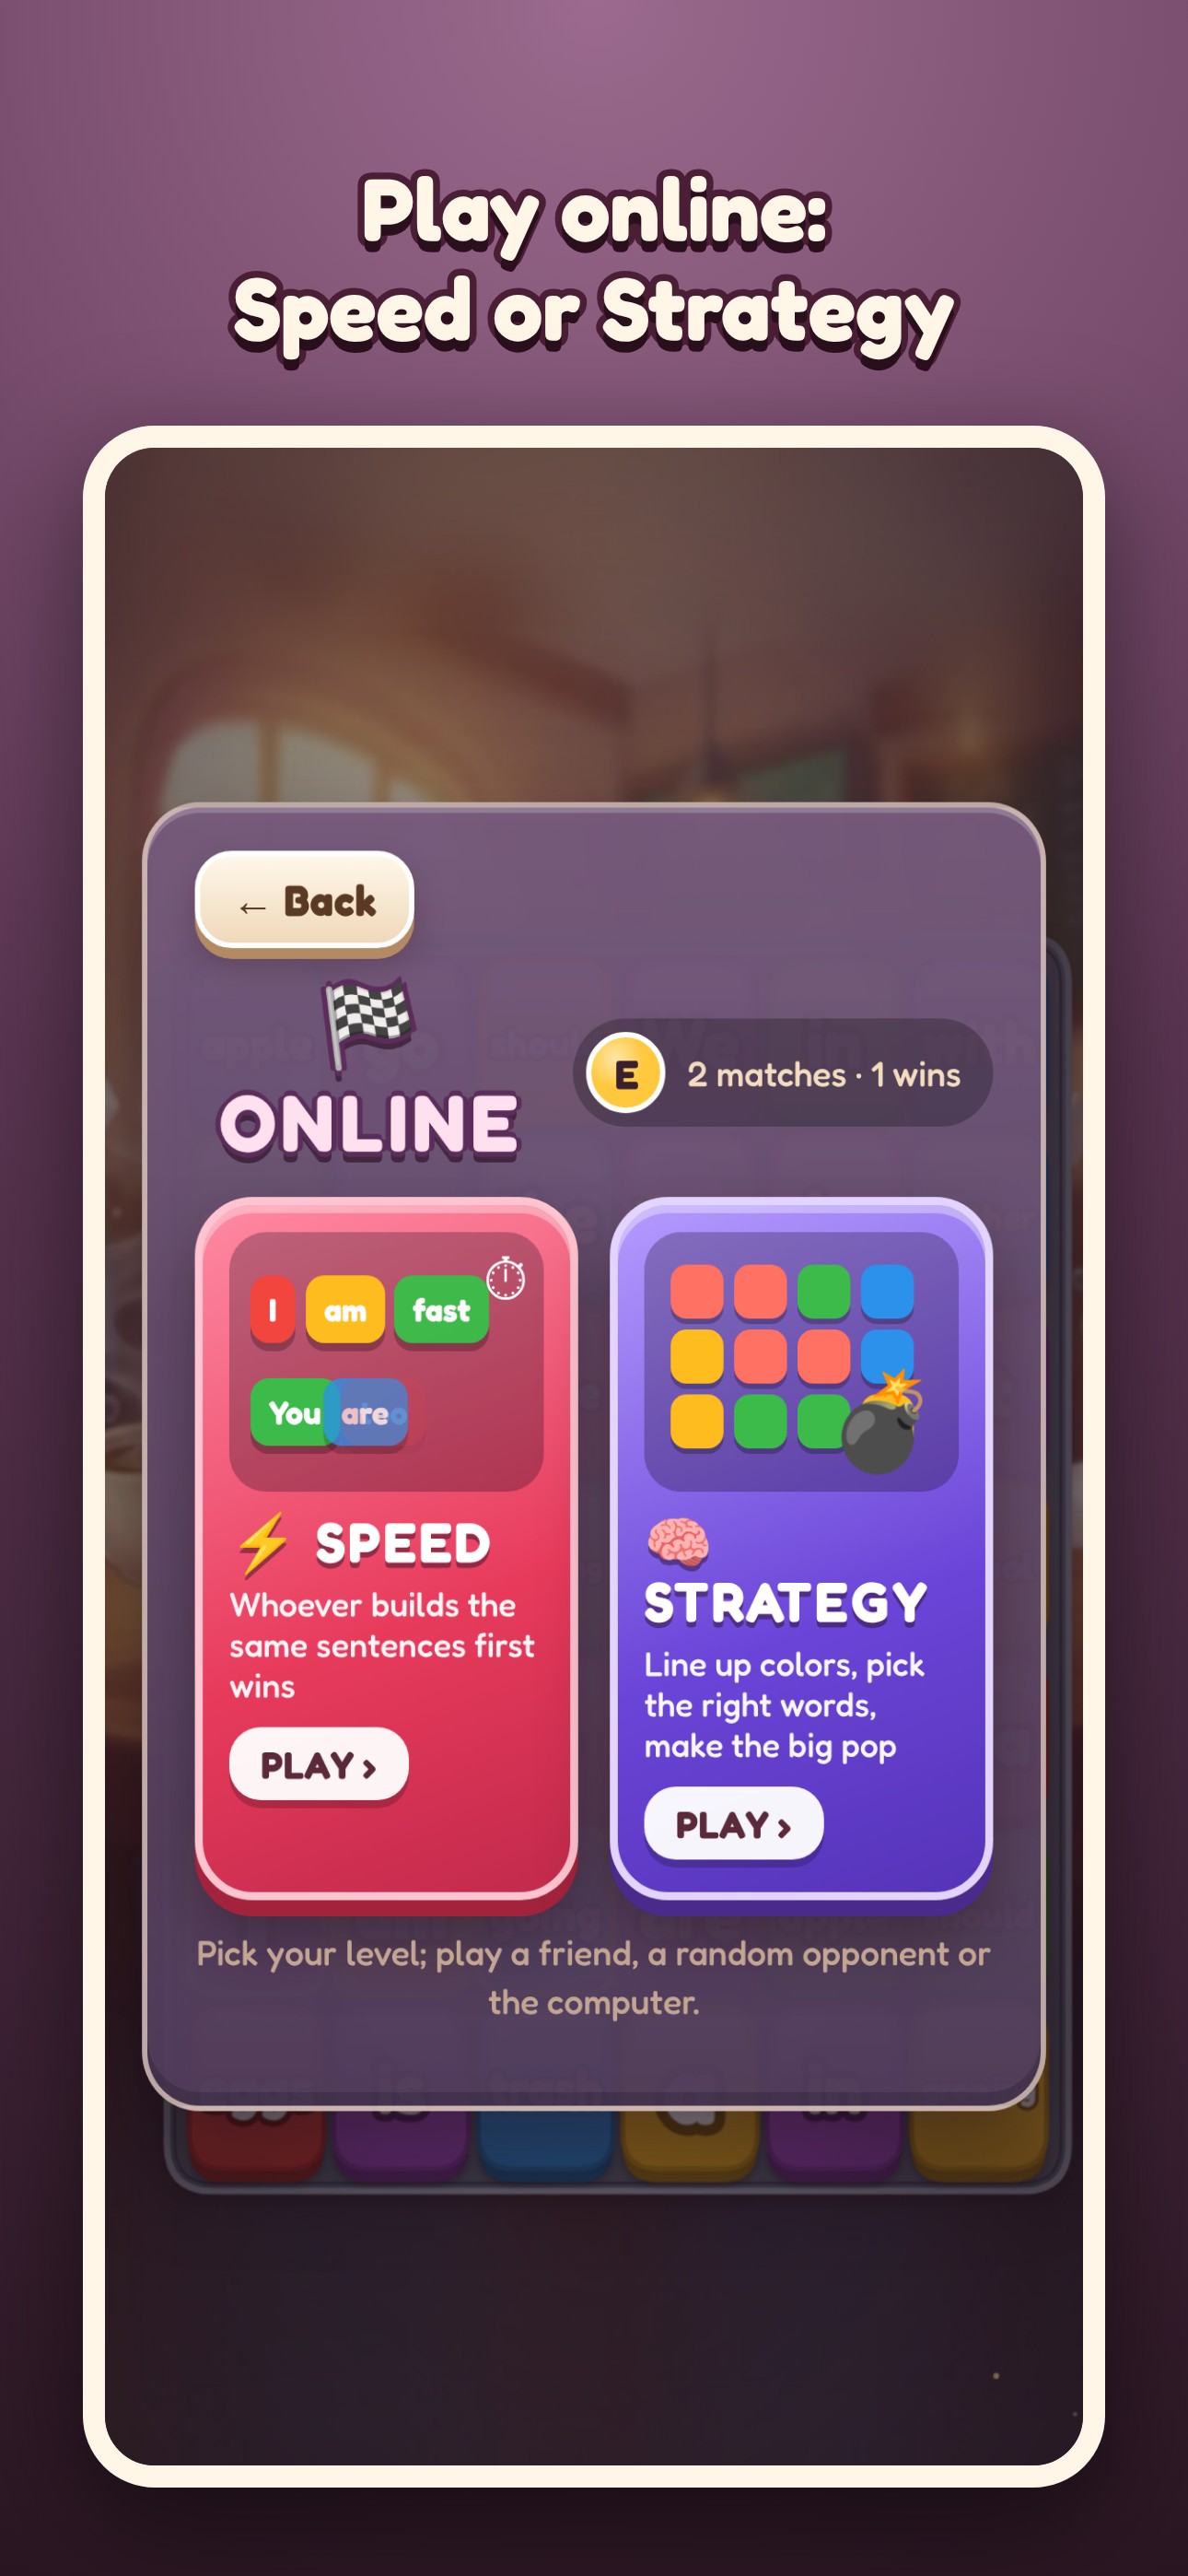 Play online:
Speed or Strategy
← Back
ONLINE
E
2 matches · 1 wins
I am fast
You are
⚡ SPEED
Whoever builds the
same sentences first
wins
PLAY ›
🧠
STRATEGY
Line up colors, pick
the right words,
make the big pop
PLAY ›
Pick your level; play a friend, a random opponent or
the computer.